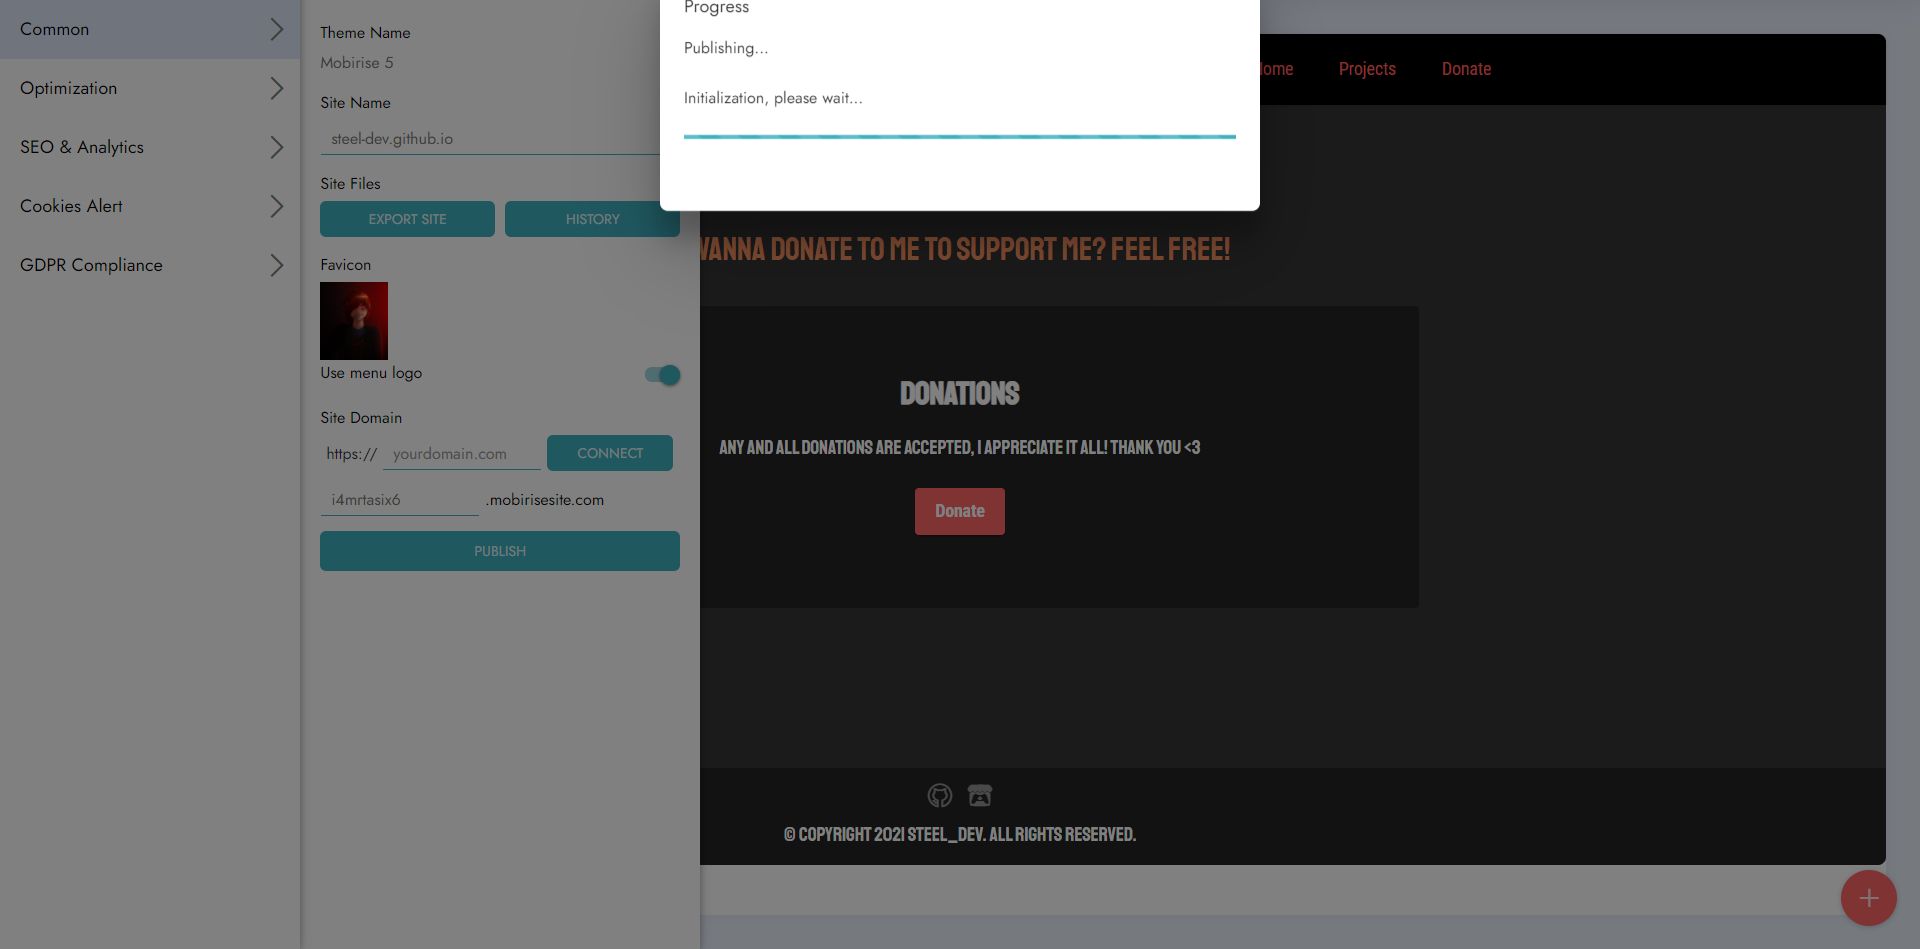 Common
Optimization
SEO & Analytics
Cookies Alert
GDPR Compliance
Theme Name
Mobirise 5
Site Name
steel-dev.github.io
Site Files
EXPORT SITE
HISTORY
Favicon
Use menu logo
Site Domain
https://
yourdomain.com
CONNECT
i4mrtasix6
.mobirisesite.com
PUBLISH
Progress
Publishing...
Initialization, please wait...
Projects
Donate
DONATE TO ME TO SUPPORT ME? FEEL FREE!
DONATIONS
ANY AND ALL DONATIONS ARE ACCEPTED, I APPRECIATE IT ALL! THANK YOU <3
Donate
© COPYRIGHT 2021 STEEL_DEV. ALL RIGHTS RESERVED.